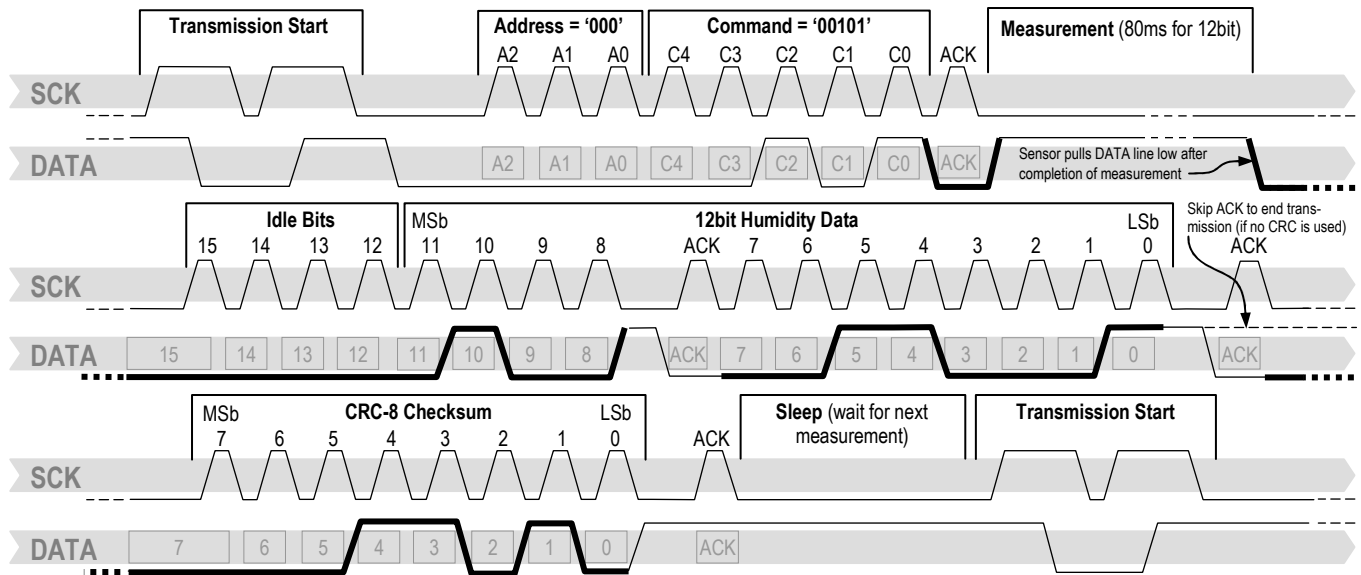 Transmission Start
Address = ‘000’
Command = ‘00101’
Measurement (80ms for 12bit)
A2 A1 A0 C4 C3 C2 C1 C0 ACK
SCK
DATA
A2 A1 A0 C4 C3 C2 C1 C0 ACK
Sensor pulls DATA line low after
completion of measurement
Idle Bits
MSb
12bit Humidity Data
LSb
Skip ACK to end trans-
mission (if no CRC is used)
15 14 13 12 11 10 9 8 ACK 7 6 5 4 3 2 1 0 ACK
SCK
DATA
15 14 13 12 11 10 9 8 ACK 7 6 5 4 3 2 1 0 ACK
MSb
CRC-8 Checksum
LSb
Sleep (wait for next
measurement)
Transmission Start
7 6 5 4 3 2 1 0 ACK
SCK
DATA
7 6 5 4 3 2 1 0 ACK